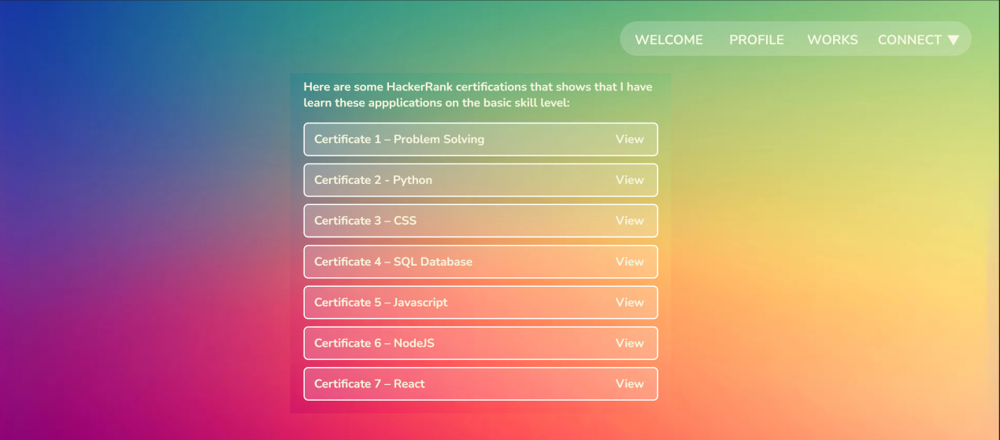 WELCOME PROFILE WORKS CONNECT ▼
Here are some HackerRank certifications that shows that I have
learn these appplications on the basic skill level:
Certificate 1 – Problem Solving View
Certificate 2 - Python View
Certificate 3 – CSS View
Certificate 4 – SQL Database View
Certificate 5 – Javascript View
Certificate 6 – NodeJS View
Certificate 7 – React View